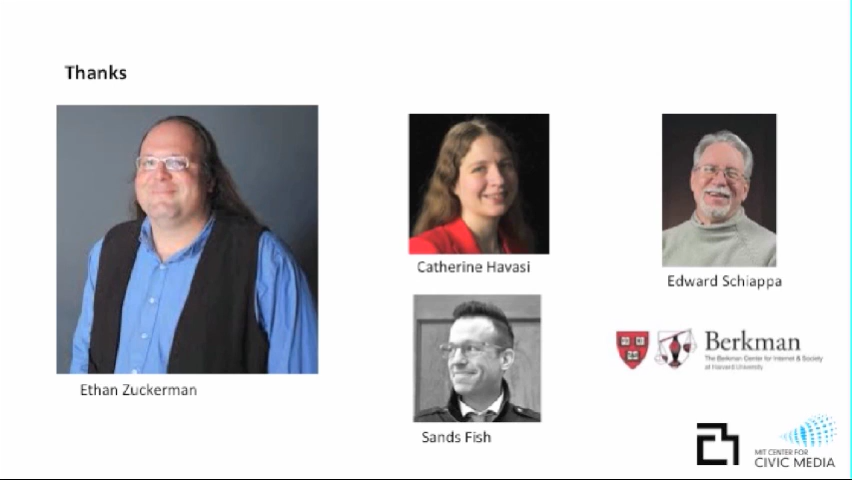 Thanks
Ethan Zuckerman
Catherine Havasi
Sands Fish
Edward Schiappa
Berkman
The Berkman Center for Internet & Society
at Harvard University
MIT CENTER FOR
CIVIC MEDIA